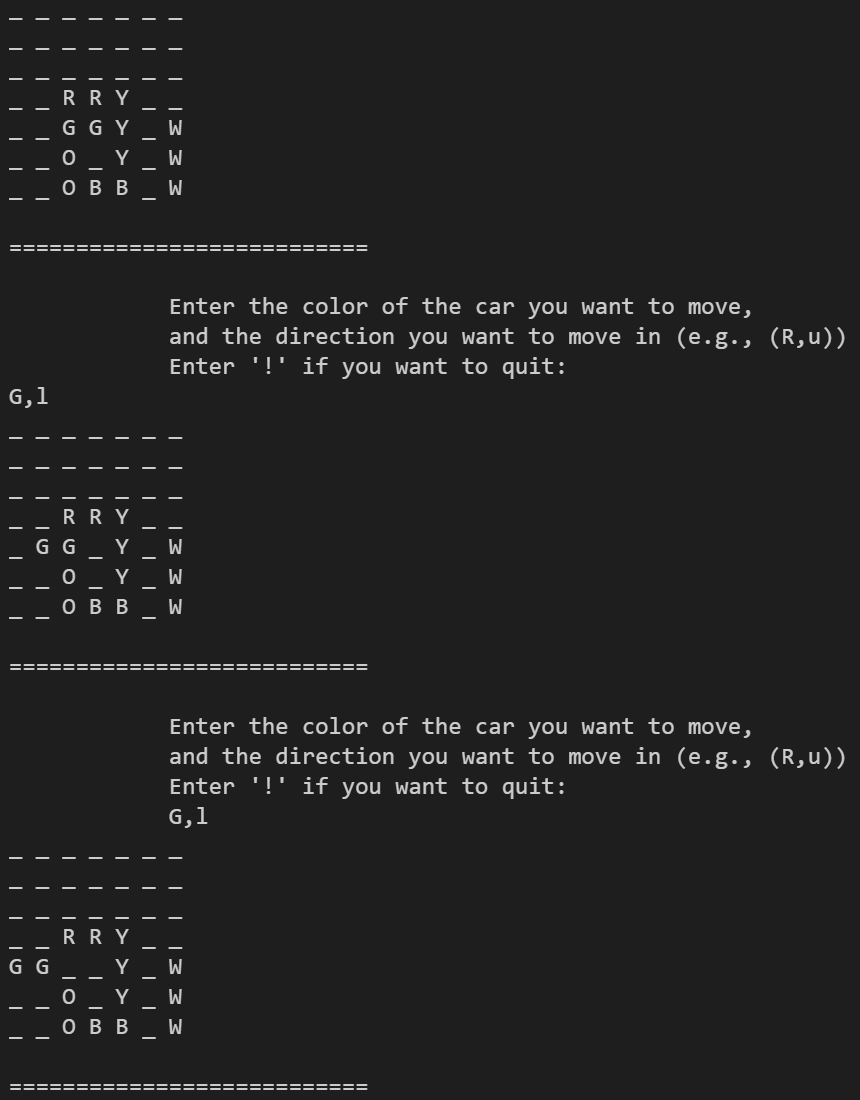 _ _ _ _ _ _ _
_ _ _ _ _ _ _
_ _ _ _ _ _ _
_ _ R R Y _ _
_ _ G G Y _ W
_ _ O _ Y _ W
_ _ O B B _ W
===========================
Enter the color of the car you want to move,
and the direction you want to move in (e.g., (R,u))
Enter '!' if you want to quit:
G,l
_ _ _ _ _ _ _
_ _ _ _ _ _ _
_ _ _ _ _ _ _
_ _ R R Y _ _
_ G G _ Y _ W
_ _ O _ Y _ W
_ _ O B B _ W
===========================
Enter the color of the car you want to move,
and the direction you want to move in (e.g., (R,u))
Enter '!' if you want to quit:
G,l
_ _ _ _ _ _ _
_ _ _ _ _ _ _
_ _ _ _ _ _ _
_ _ R R Y _ _
G G _ _ Y _ W
_ _ O _ Y _ W
_ _ O B B _ W
===========================